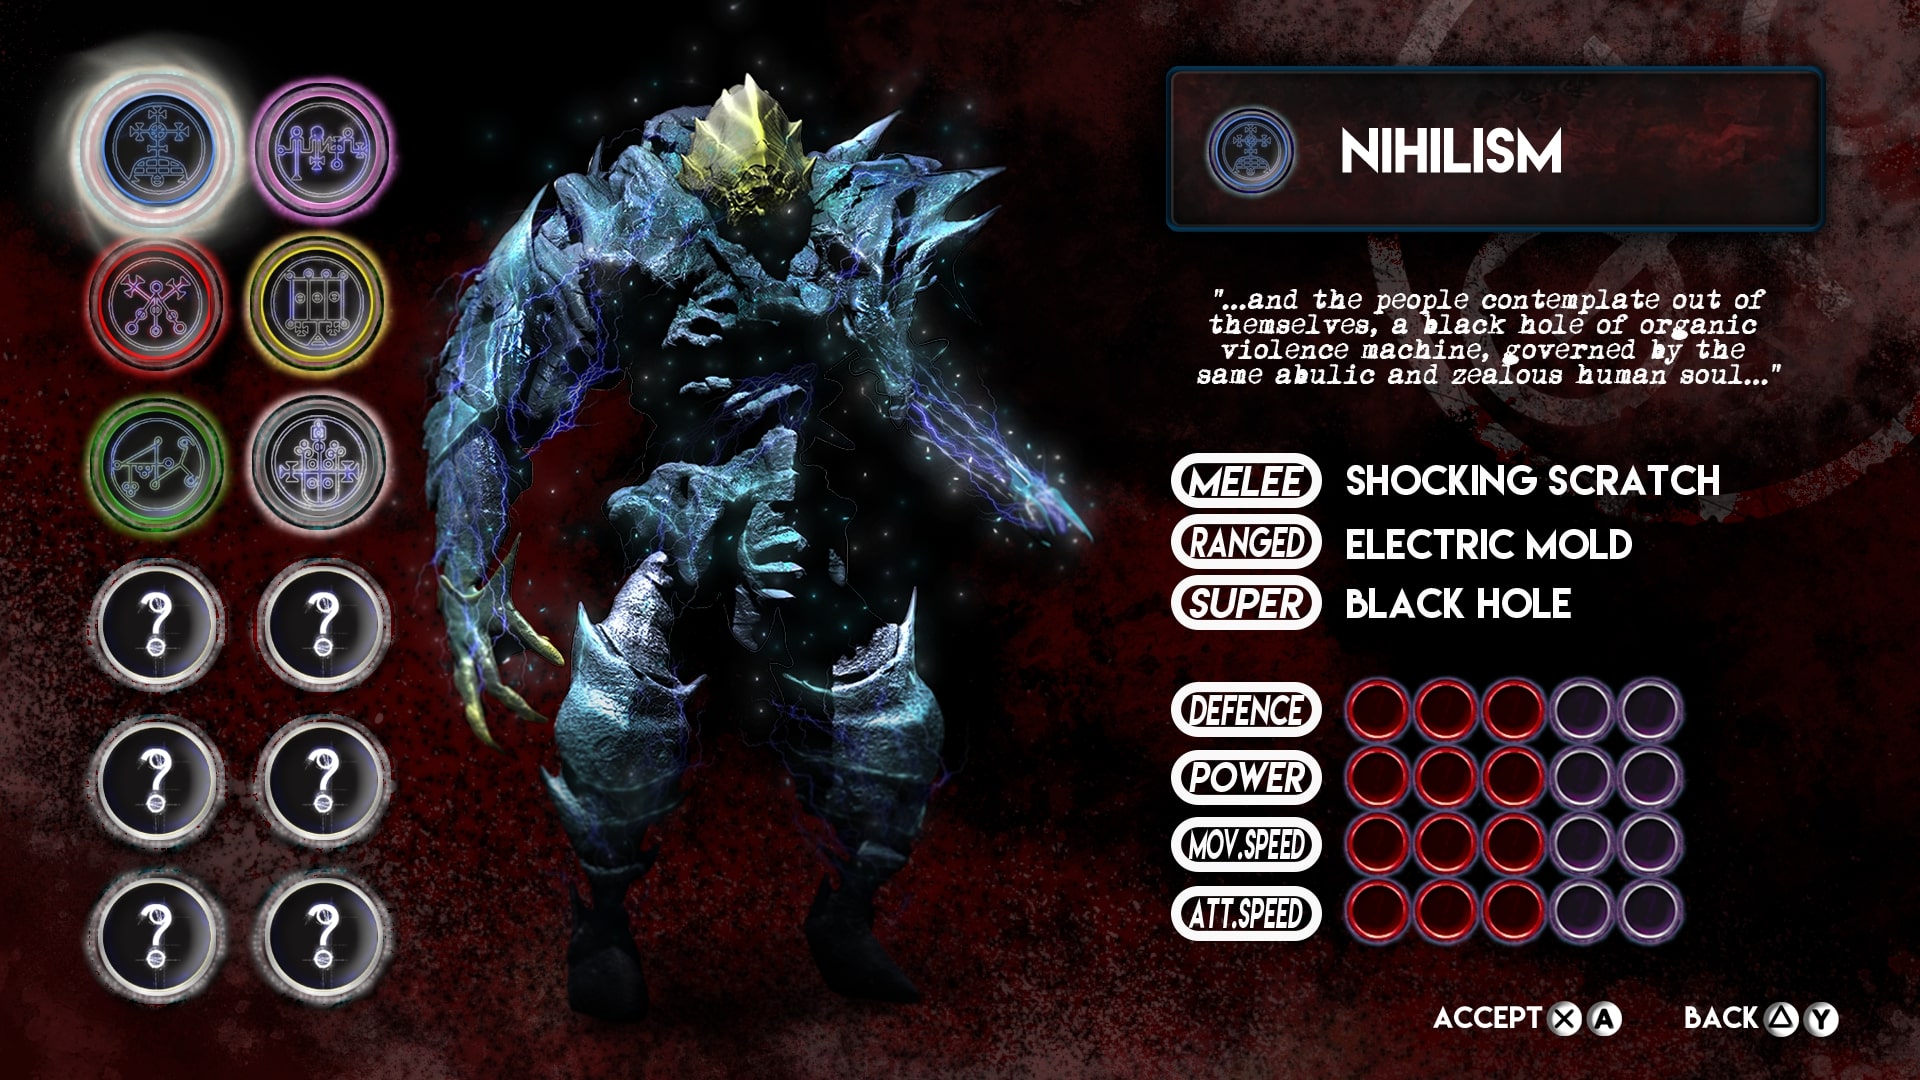 NIHILISM
"...and the people contemplate out of
themselves, a black hole of organic
violence machine, governed by the
same abulic and zealous human soul..."
MELEE SHOCKING SCRATCH
RANGED ELECTRIC MOLD
SUPER BLACK HOLE
DEFENCE
POWER
MOV.SPEED
ATT.SPEED
? ?
? ?
? ?
ACCEPT X A BACK △ Y